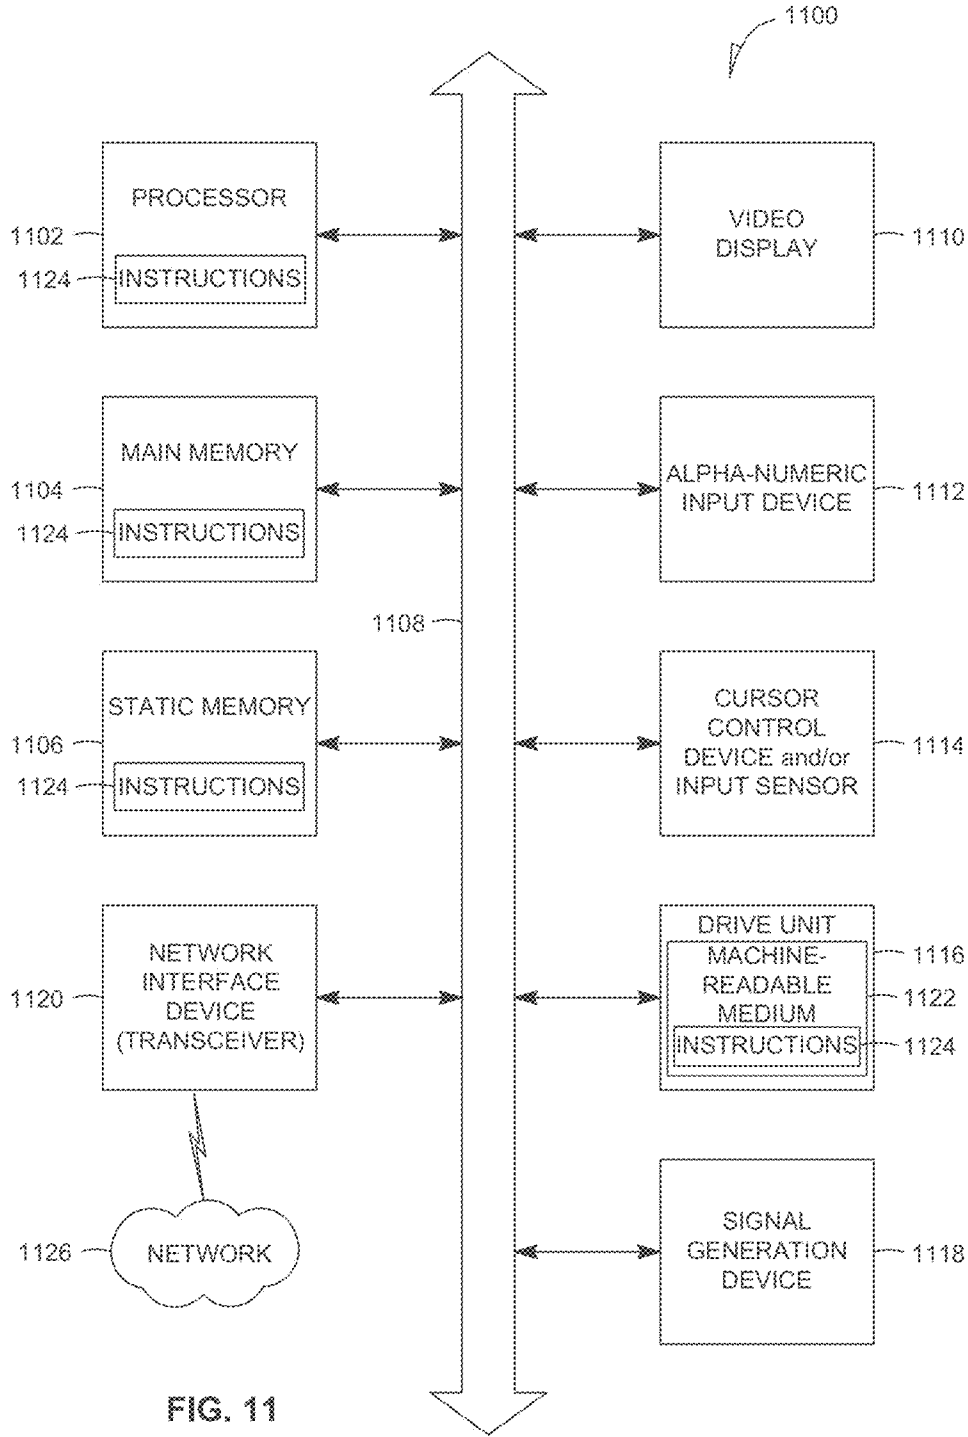 1100
PROCESSOR
1102
1124
INSTRUCTIONS
VIDEO
DISPLAY
1110
MAIN MEMORY
1104
1124
INSTRUCTIONS
ALPHA-NUMERIC
INPUT DEVICE
1112
1108
STATIC MEMORY
1106
1124
INSTRUCTIONS
CURSOR
CONTROL
DEVICE and/or
INPUT SENSOR
1114
NETWORK
INTERFACE
DEVICE
(TRANSCEIVER)
1120
DRIVE UNIT
1116
MACHINE-
READABLE
MEDIUM
1122
INSTRUCTIONS
1124
1126
NETWORK
SIGNAL
GENERATION
DEVICE
1118
FIG. 11